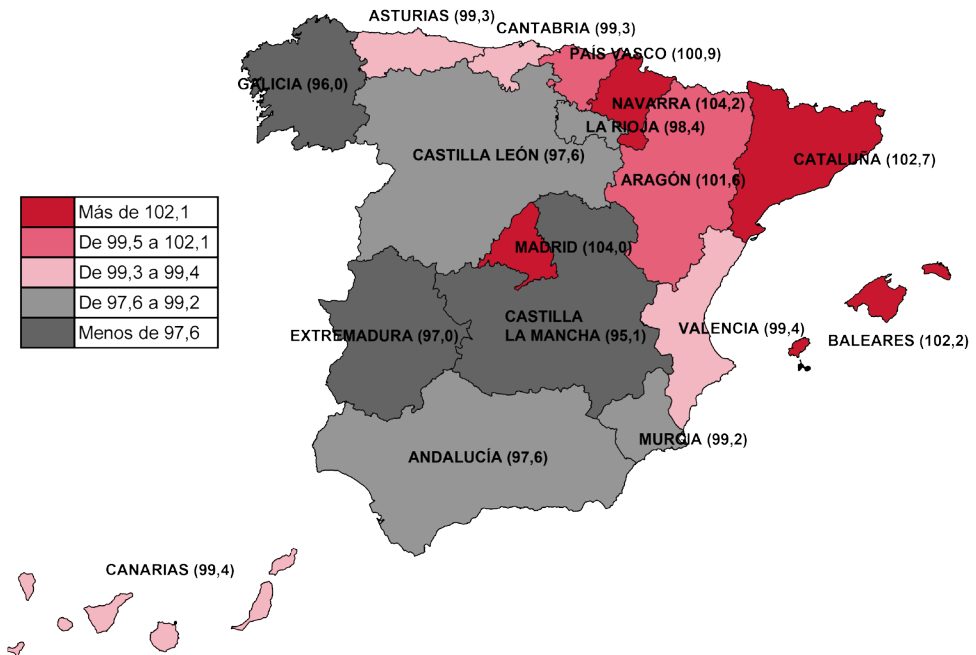 ASTURIAS (99,3)
CANTABRIA (99,3)
PAÍS VASCO (100,9)
GALICIA (96,0)
NAVARRA (104,2)
LA RIOJA (98,4)
CASTILLA LEÓN (97,6)
CATALUÑA (102,7)
ARAGÓN (101,6)
Más de 102,1
De 99,5 a 102,1
De 99,3 a 99,4
De 97,6 a 99,2
Menos de 97,6
MADRID (104,0)
CASTILLA
LA MANCHA (95,1)
EXTREMADURA (97,0)
VALENCIA (99,4)
BALEARES (102,2)
MURCIA (99,2)
ANDALUCÍA (97,6)
CANARIAS (99,4)